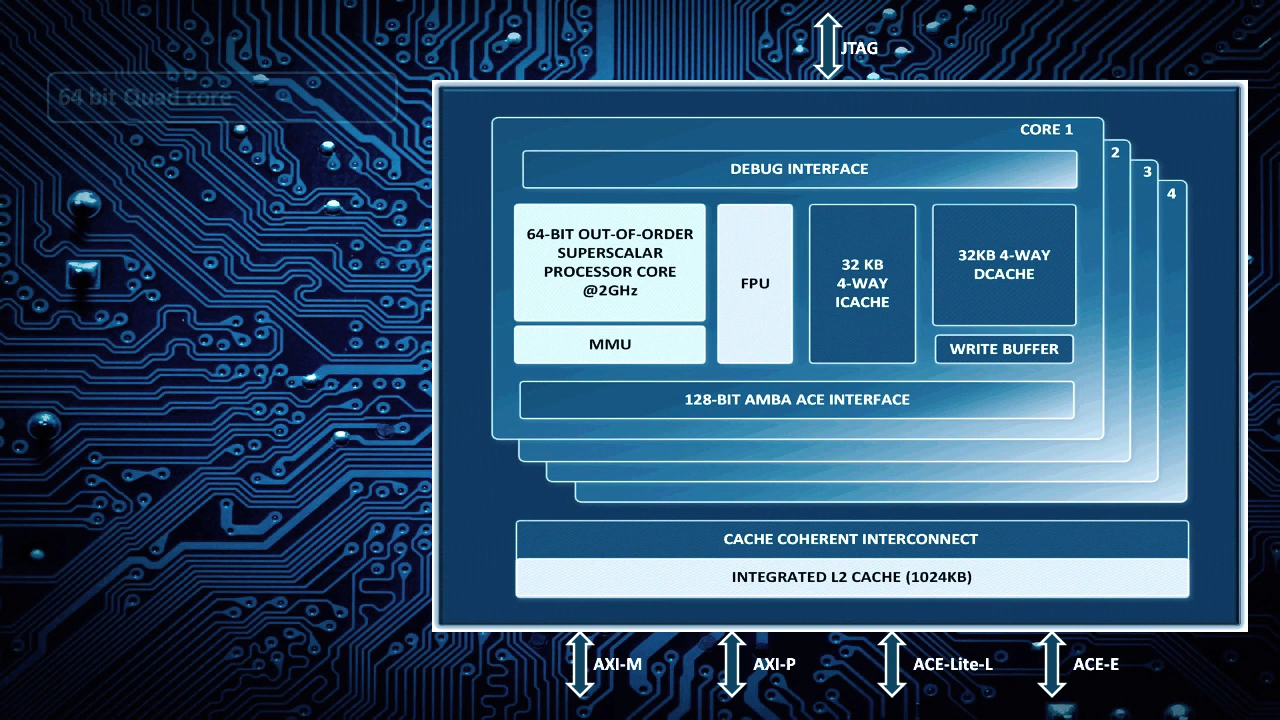 JTAG
64 bit Quad core
CORE 1
2
3
4
DEBUG INTERFACE
64-BIT OUT-OF-ORDER
SUPERSCALAR
PROCESSOR CORE
@2GHz
MMU
FPU
32 KB
4-WAY
ICACHE
32KB 4-WAY
DCACHE
WRITE BUFFER
128-BIT AMBA ACE INTERFACE
CACHE COHERENT INTERCONNECT
INTEGRATED L2 CACHE (1024KB)
AXI-M
AXI-P
ACE-Lite-L
ACE-E